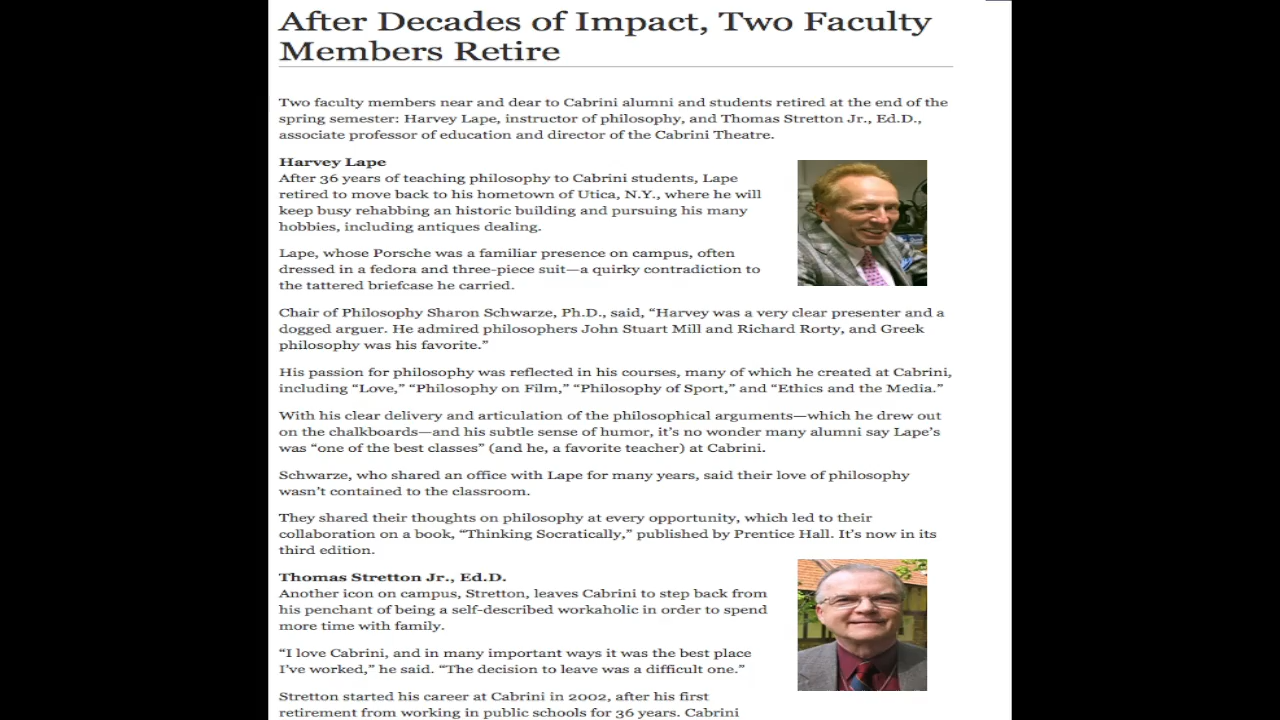 After Decades of Impact, Two Faculty
Members Retire
Two faculty members near and dear to Cabrini alumni and students retired at the end of the
spring semester: Harvey Lape, instructor of philosophy, and Thomas Stretton Jr., Ed.D.,
associate professor of education and director of the Cabrini Theatre.
Harvey Lape
After 36 years of teaching philosophy to Cabrini students, Lape
retired to move back to his hometown of Utica, N.Y., where he will
keep busy rehabbing an historic building and pursuing his many
hobbies, including antiques dealing.
Lape, whose Porsche was a familiar presence on campus, often
dressed in a fedora and three-piece suit—a quirky contradiction to
the tattered briefcase he carried.
Chair of Philosophy Sharon Schwarze, Ph.D., said, “Harvey was a very clear presenter and a
dogged arguer. He admired philosophers John Stuart Mill and Richard Rorty, and Greek
philosophy was his favorite.”
His passion for philosophy was reflected in his courses, many of which he created at Cabrini,
including “Love,” “Philosophy on Film,” “Philosophy of Sport,” and “Ethics and the Media.”
With his clear delivery and articulation of the philosophical arguments—which he drew out
on the chalkboards—and his subtle sense of humor, it’s no wonder many alumni say Lape’s
was “one of the best classes” (and he, a favorite teacher) at Cabrini.
Schwarze, who shared an office with Lape for many years, said their love of philosophy
wasn’t contained to the classroom.
They shared their thoughts on philosophy at every opportunity, which led to their
collaboration on a book, “Thinking Socratically,” published by Prentice Hall. It’s now in its
third edition.
Thomas Stretton Jr., Ed.D.
Another icon on campus, Stretton, leaves Cabrini to step back from
his penchant of being a self-described workaholic in order to spend
more time with family.
“I love Cabrini, and in many important ways it was the best place
I’ve worked,” he said. “The decision to leave was a difficult one.”
Stretton started his career at Cabrini in 2002, after his first
retirement from working in public schools for 36 years. Cabrini